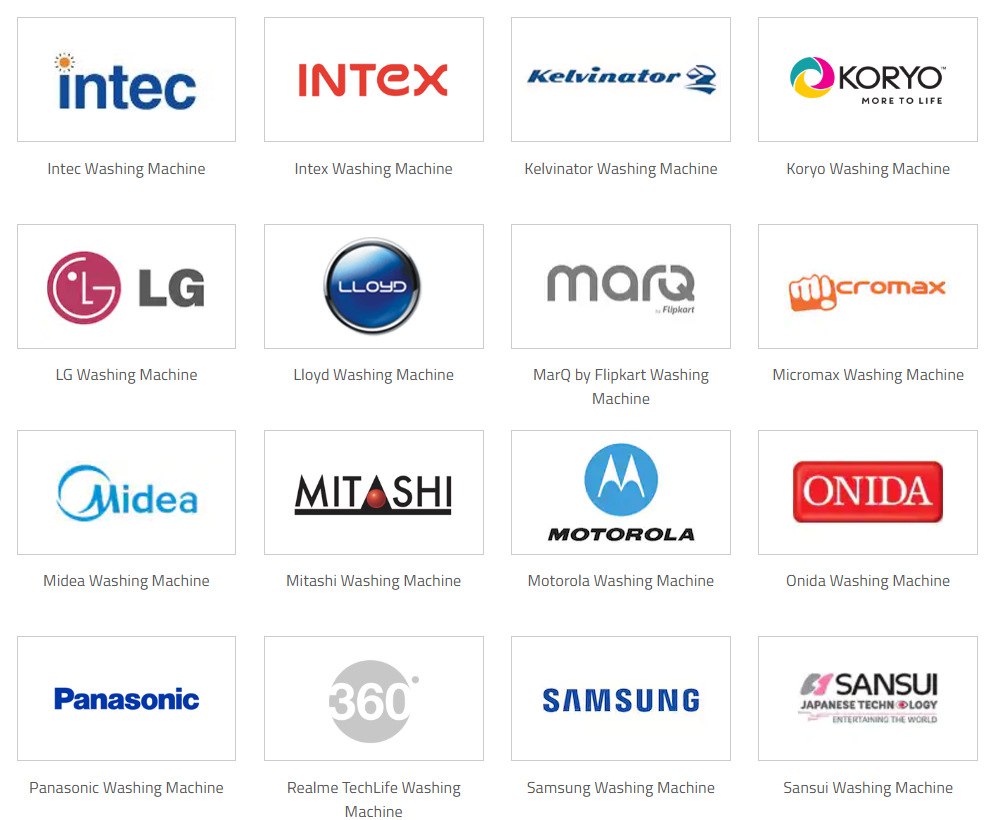 intec
INTEX
Kelvinator
KORYO™
MORE TO LIFE
Intec Washing Machine
Intex Washing Machine
Kelvinator Washing Machine
Koryo Washing Machine
LG
LLOYD
marQ
by Flipkart
micromax
LG Washing Machine
Lloyd Washing Machine
MarQ by Flipkart Washing
Machine
Micromax Washing Machine
Midea
MITASHI
MOTOROLA
ONIDA
Midea Washing Machine
Mitashi Washing Machine
Motorola Washing Machine
Onida Washing Machine
Panasonic
360°
SAMSUNG
SANSUI
JAPANESE TECHNOLOGY
ENTERTAINING THE WORLD
Panasonic Washing Machine
Realme TechLife Washing
Machine
Samsung Washing Machine
Sansui Washing Machine